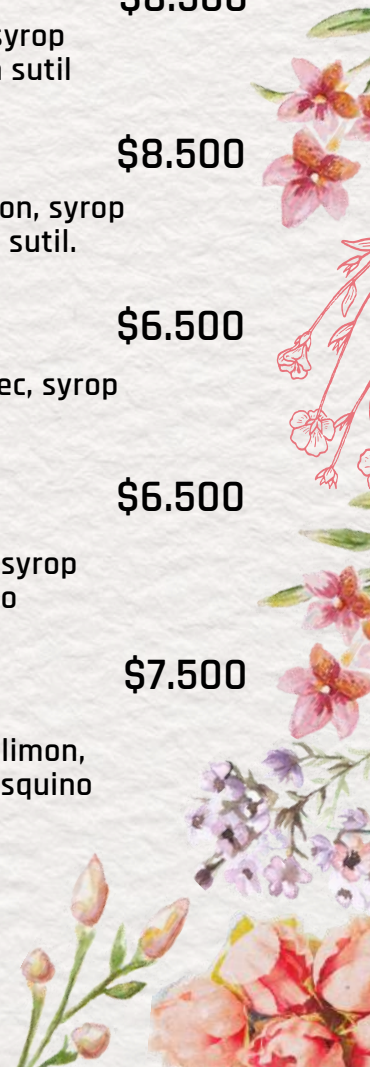 syrop
sutil
$8.500
on, syrop
sutil.
$6.500
ec, syrop
$6.500
syrop
o
$7.500
limon,
squino